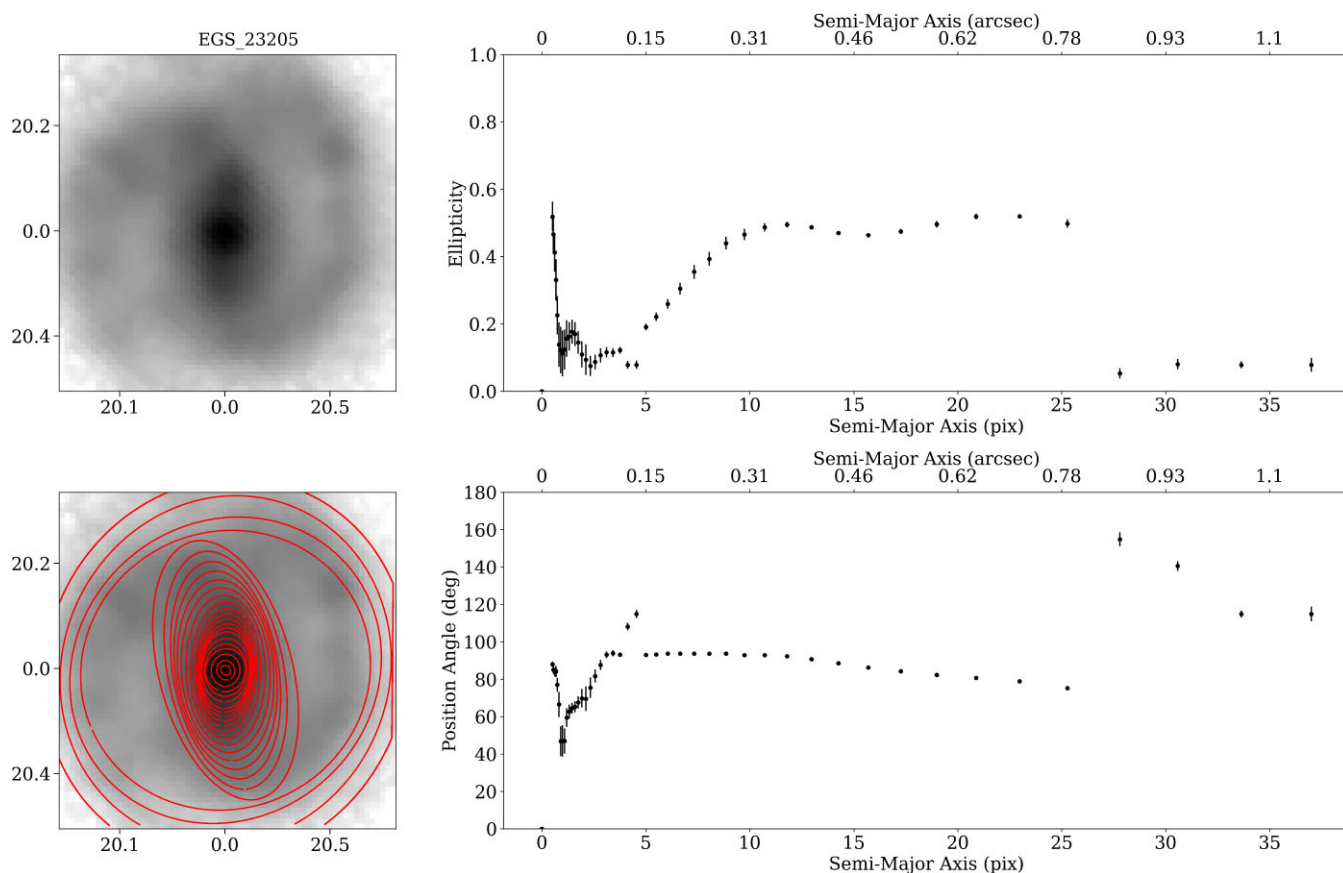 EGS_23205
20.2
0.0
20.4
20.1 0.0 20.5
Semi-Major Axis (arcsec)
0 0.15 0.31 0.46 0.62 0.78 0.93 1.1
1.0
0.8
0.6
0.4
0.2
0.0
Ellipticity
0 5 10 15 20 25 30 35
Semi-Major Axis (pix)
20.2
0.0
20.4
20.1 0.0 20.5
Semi-Major Axis (arcsec)
0 0.15 0.31 0.46 0.62 0.78 0.93 1.1
180
160
140
120
100
80
60
40
20
0
Position Angle (deg)
0 5 10 15 20 25 30 35
Semi-Major Axis (pix)